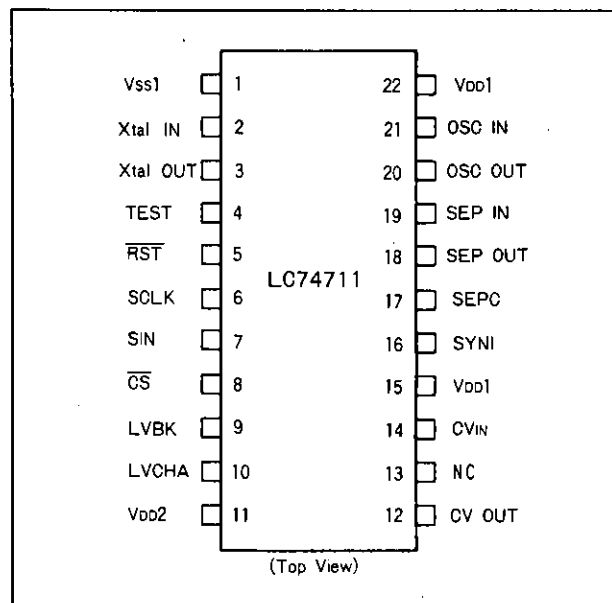 Vss1 1 22 VDD1
Xtal IN 2 21 OSC IN
Xtal OUT 3 20 OSC OUT
TEST 4 19 SEP IN
R̅S̅T̅ 5 18 SEP OUT
LC74711
SCLK 6 17 SEPC
SIN 7 16 SYNI
C̅S̅ 8 15 VDD1
LVBK 9 14 CVIN
LVCHA 10 13 NC
VDD2 11 12 CV OUT
(Top View)